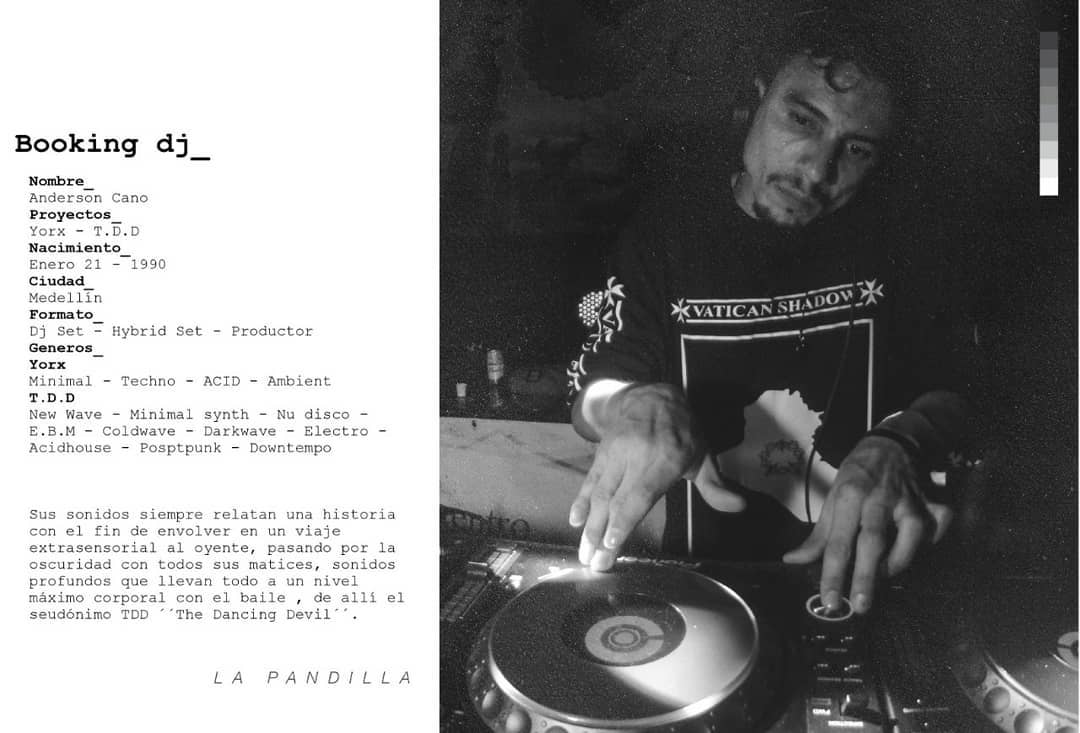 Booking dj_
Nombre_
Anderson Cano
Proyectos_
Yorx - T.D.D
Nacimiento_
Enero 21 - 1990
Ciudad_
Medellín
Formato_
Dj Set - Hybrid Set - Productor
Generos_
Yorx
Minimal - Techno - ACID - Ambient
T.D.D
New Wave - Minimal synth - Nu disco -
E.B.M - Coldwave - Darkwave - Electro -
Acidhouse - Posptpunk - Downtempo
Sus sonidos siempre relatan una historia
con el fin de envolver en un viaje
extrasensorial al oyente, pasando por la
oscuridad con todos sus matices, sonidos
profundos que llevan todo a un nivel
máximo corporal con el baile , de allí el
seudónimo TDD ´´The Dancing Devil´´.
LA PANDILLA
VATICAN SHADOW